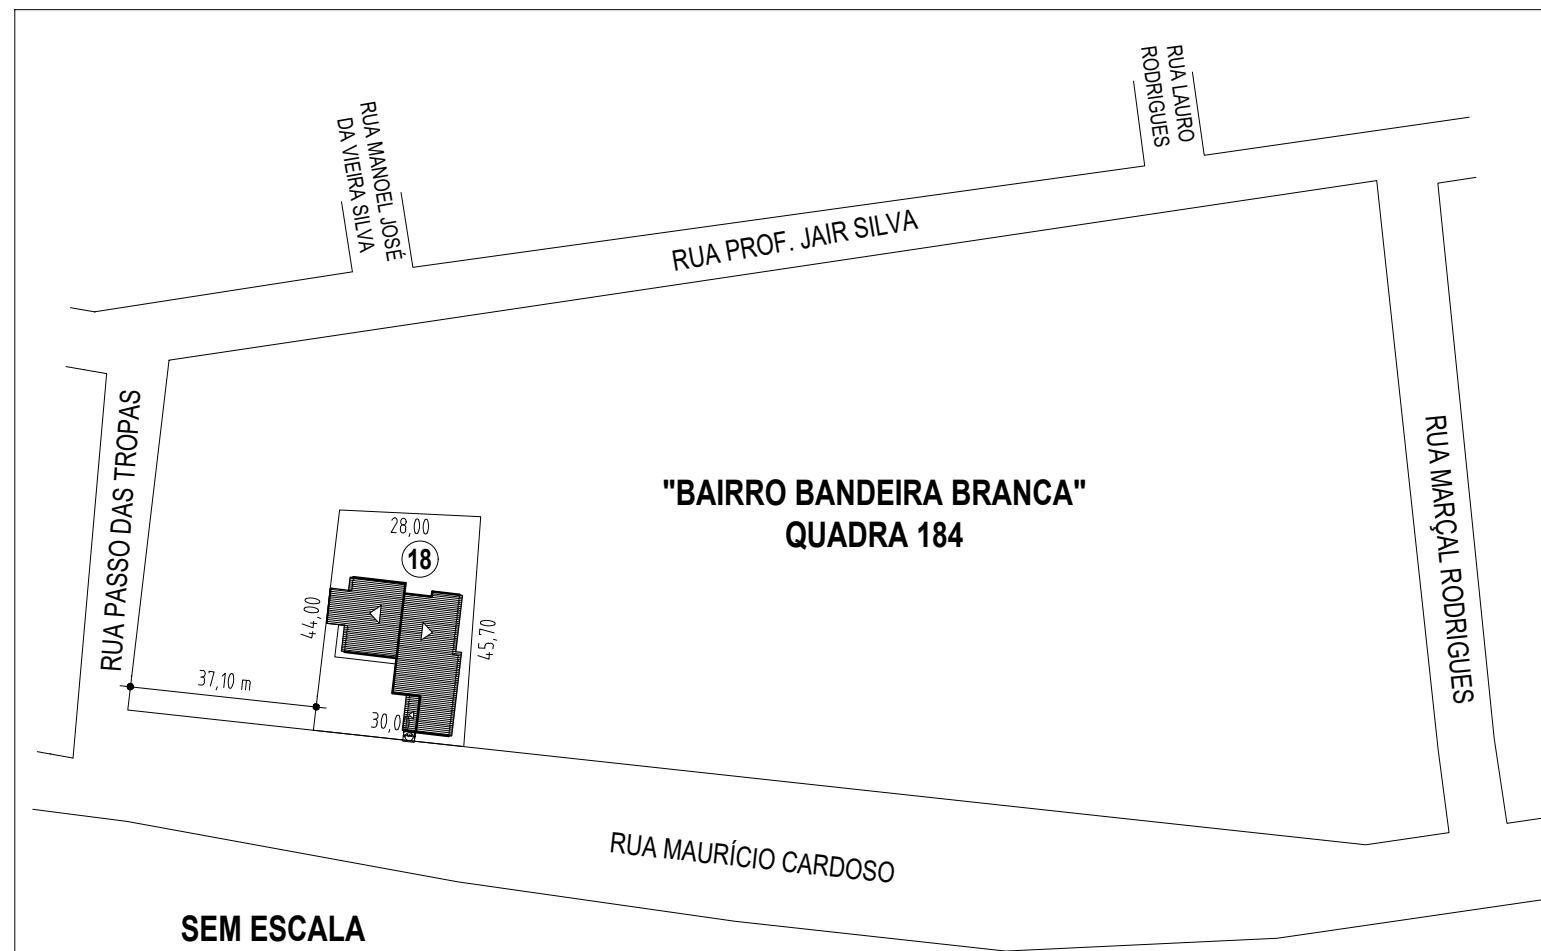 RUA LAURO
RODRIGUES
RUA MANOEL JOSÉ
DA VIEIRA SILVA
RUA PROF. JAIR SILVA
RUA PASSO DAS TROPAS
RUA MARÇAL RODRIGUES
"BAIRRO BANDEIRA BRANCA"
QUADRA 184
28,00
18
44,00
45,70
37,10 m
30,0
RUA MAURÍCIO CARDOSO
SEM ESCALA